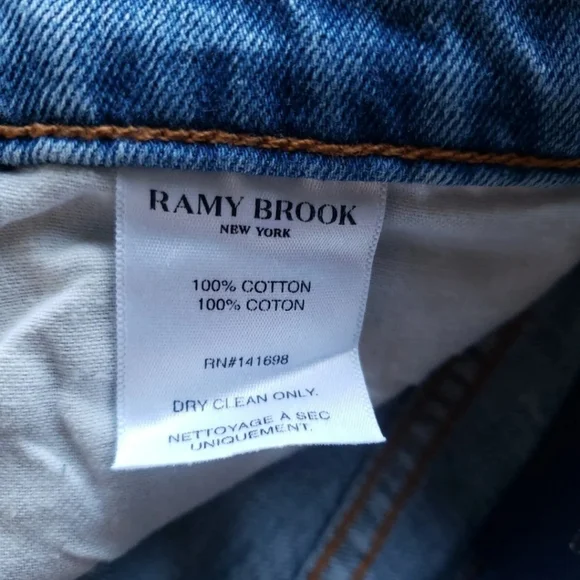 RAMY BROOK
NEW YORK
100% COTTON
100% COTON
RN#141698
DRY CLEAN ONLY.
NETTOYAGE À SEC
UNIQUEMENT.